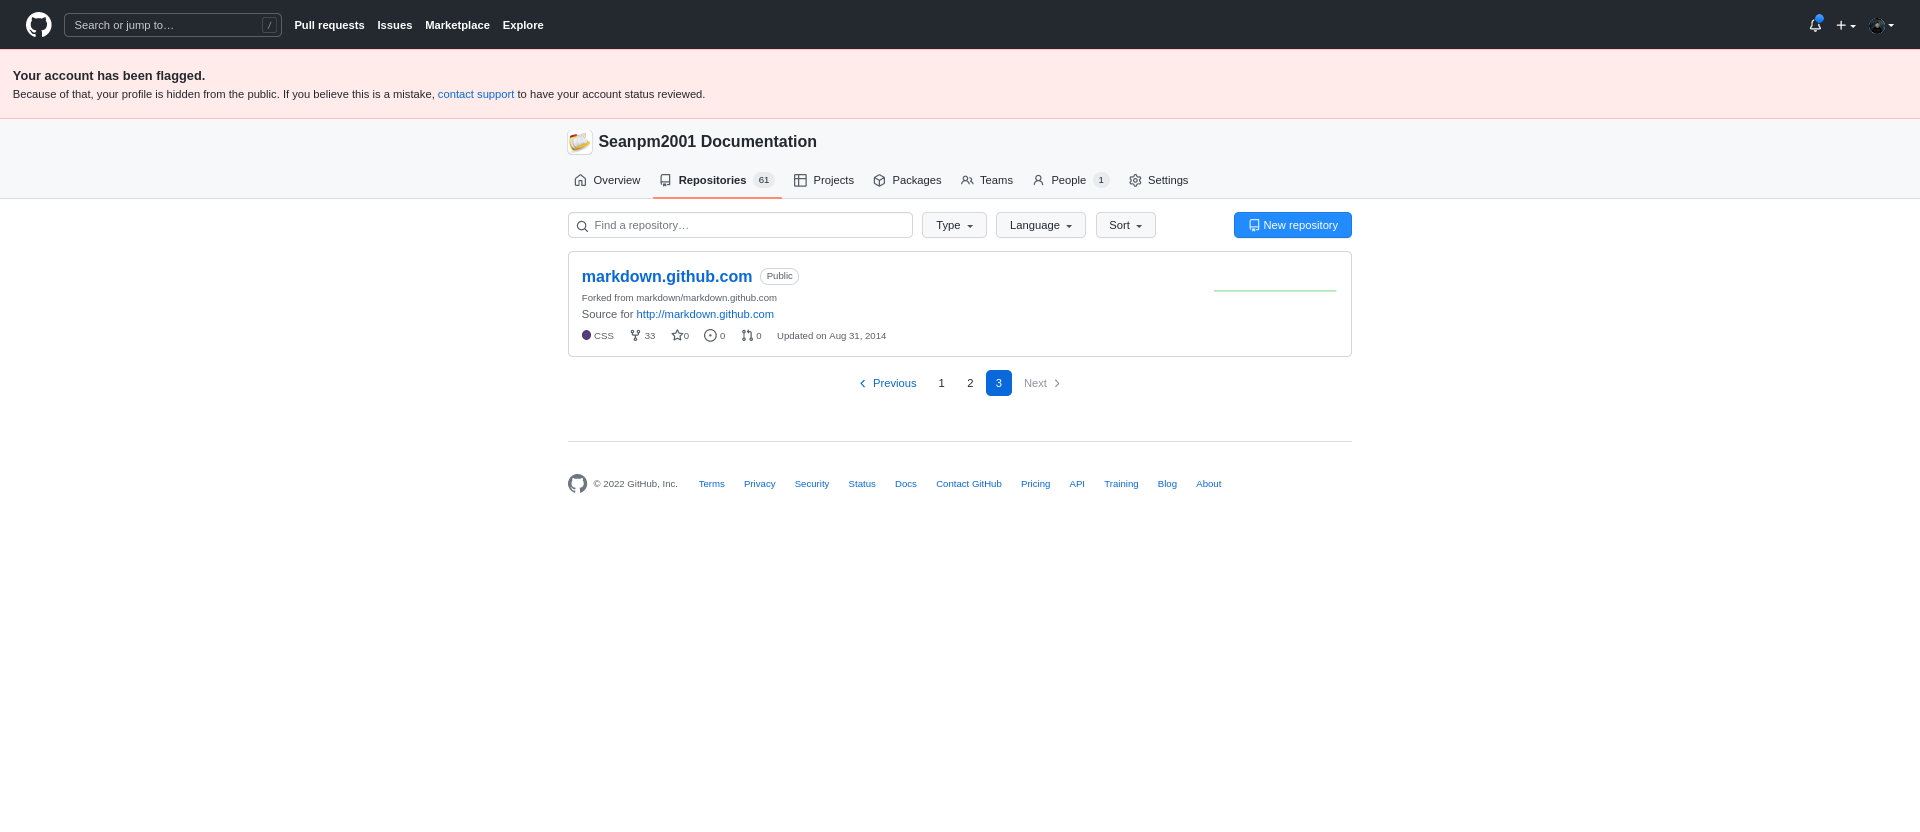 Search or jump to… / Pull requests Issues Marketplace Explore
Your account has been flagged.
Because of that, your profile is hidden from the public. If you believe this is a mistake, contact support to have your account status reviewed.
Seanpm2001 Documentation
Overview Repositories 61 Projects Packages Teams People 1 Settings
Find a repository… Type Language Sort New repository
markdown.github.com Public
Forked from markdown/markdown.github.com
Source for http://markdown.github.com
CSS 33 0 0 0 Updated on Aug 31, 2014
Previous 1 2 3 Next
© 2022 GitHub, Inc. Terms Privacy Security Status Docs Contact GitHub Pricing API Training Blog About